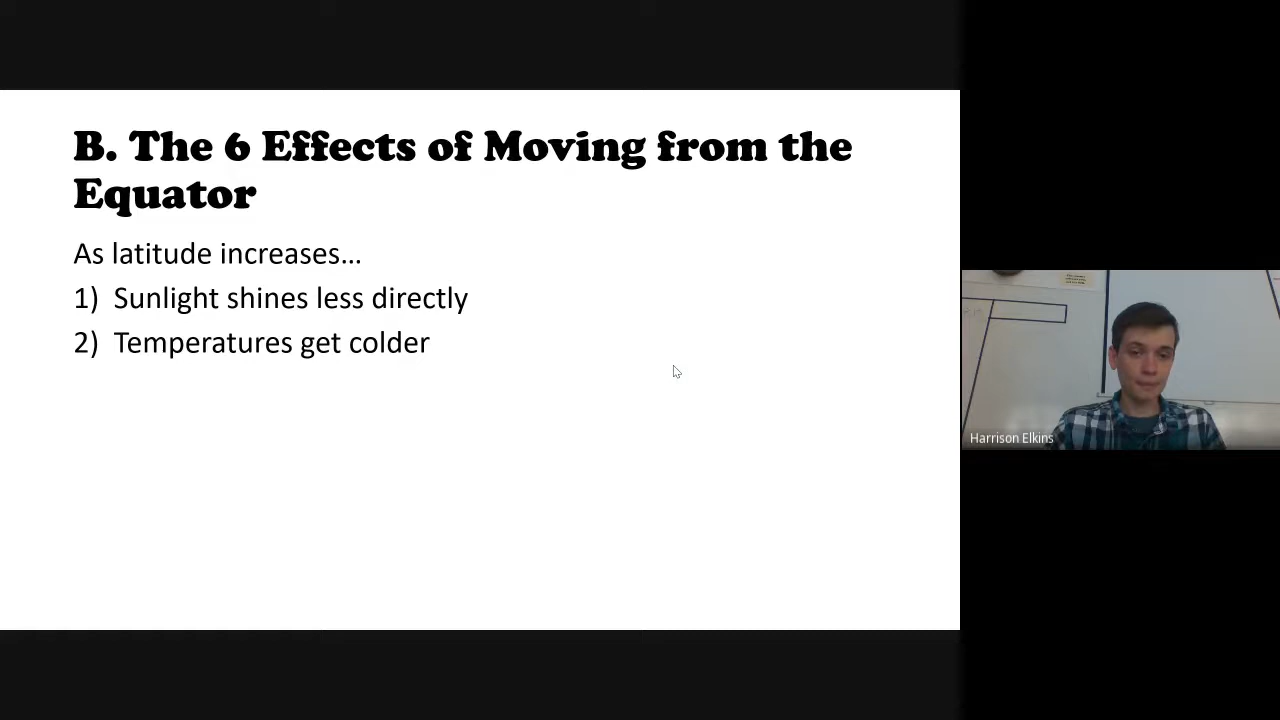 B. The 6 Effects of Moving from the
Equator
As latitude increases…
1) Sunlight shines less directly
2) Temperatures get colder
Harrison Elkins